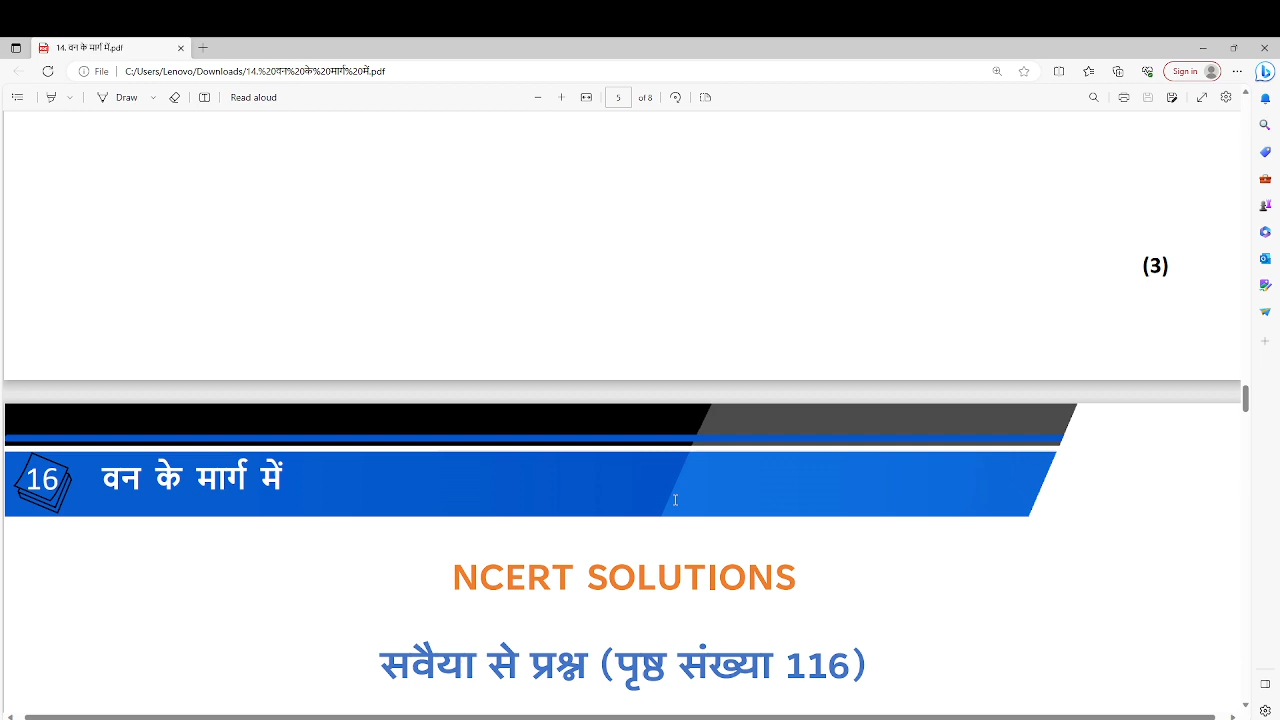 14. वन के मार्ग में.pdf
File C:/Users/Lenovo/Downloads/14.%20वन%20के%20मार्ग%20में.pdf
Sign in
Draw Read aloud 5 of 8
(3)
16 वन के मार्ग में
NCERT SOLUTIONS
सवैया से प्रश्न (पृष्ठ संख्या 116)